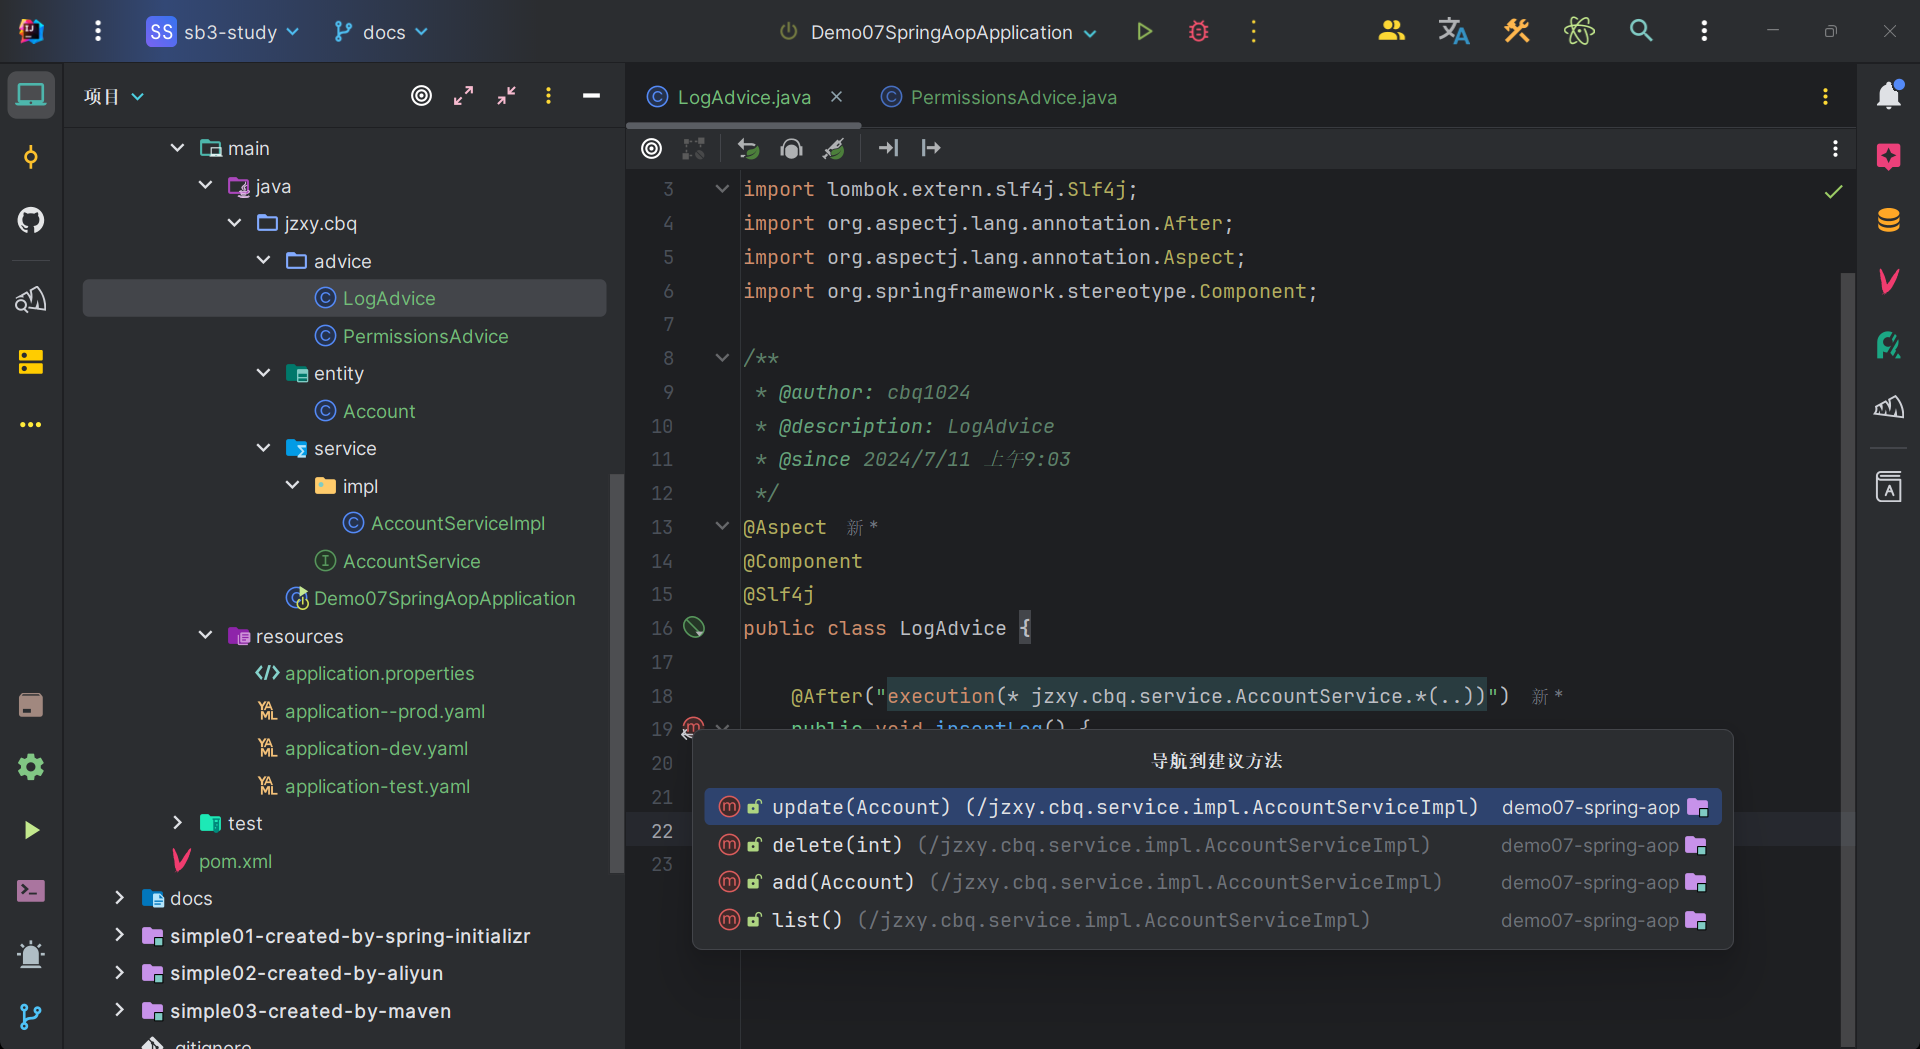 SS sb3-study docs Demo07SpringAopApplication
项目
main
java
jzxy.cbq
advice
LogAdvice
PermissionsAdvice
entity
Account
service
impl
AccountServiceImpl
AccountService
Demo07SpringAopApplication
resources
application.properties
application--prod.yaml
application-dev.yaml
application-test.yaml
test
pom.xml
docs
simple01-created-by-spring-initializr
simple02-created-by-aliyun
simple03-created-by-maven
.gitignore
LogAdvice.java PermissionsAdvice.java
3 import lombok.extern.slf4j.Slf4j;
4 import org.aspectj.lang.annotation.After;
5 import org.aspectj.lang.annotation.Aspect;
6 import org.springframework.stereotype.Component;
7
8 /**
9 * @author: cbq1024
10 * @description: LogAdvice
11 * @since 2024/7/11 上午9:03
12 */
13 @Aspect 新 *
14 @Component
15 @Slf4j
16 public class LogAdvice {
17
18 @After("execution(* jzxy.cbq.service.AccountService.*(..))") 新 *
19 public void insertLog() {
20
21
22
23
导航到建议方法
update(Account) (/jzxy.cbq.service.impl.AccountServiceImpl) demo07-spring-aop
delete(int) (/jzxy.cbq.service.impl.AccountServiceImpl) demo07-spring-aop
add(Account) (/jzxy.cbq.service.impl.AccountServiceImpl) demo07-spring-aop
list() (/jzxy.cbq.service.impl.AccountServiceImpl) demo07-spring-aop